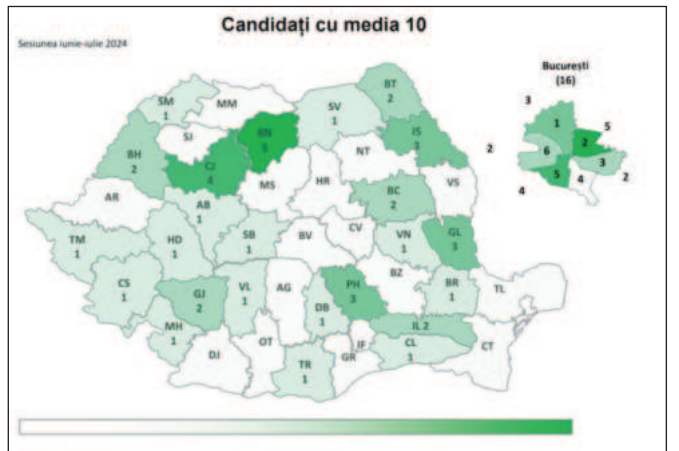 Candidați cu media 10
Sesiunea iunie-iulie 2024
București
(16)
BT
2
SM
1
MM
SV
1
3
1
5
2
6
3
5
4
4
2
IS
3
2
SJ
BN
BH
2
CJ
4
NT
MS
HR
VS
AR
AB
1
BC
2
TM
1
HD
1
SB
1
BV
CV
VN
1
GL
3
CS
1
GJ
2
VL
1
AG
PH
3
BZ
BR
1
TL
DB
1
MH
1
IL 2
DJ
OT
IF
GR
CL
1
CT
TR
1